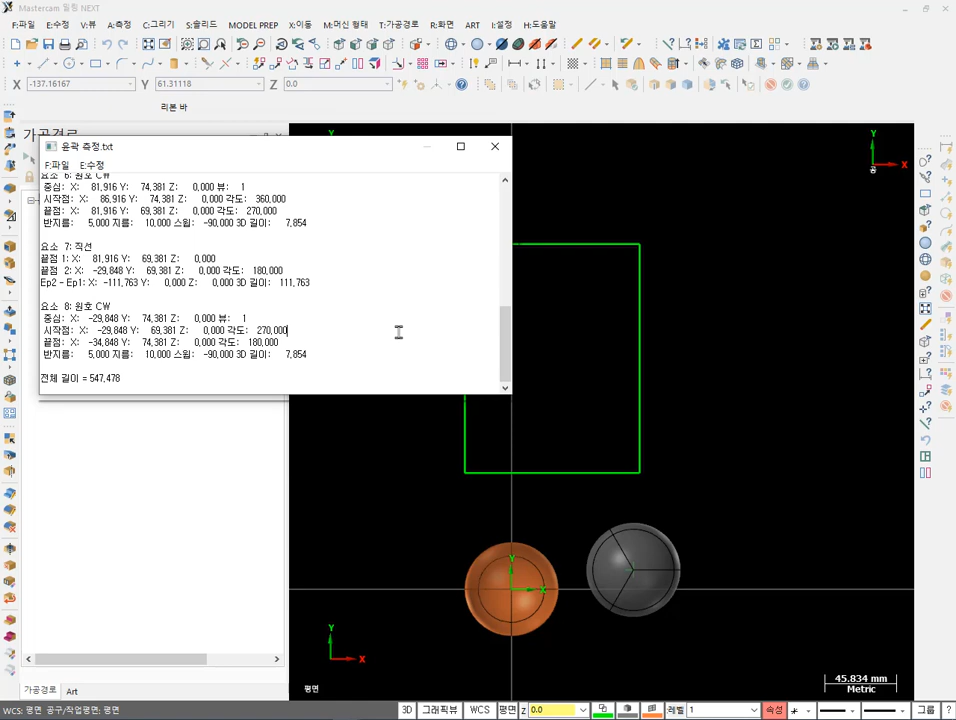 Mastercam 밀링 NEXT
F:파일 E:수정 V:뷰 A:측정 C:그리기 S:솔리드 MODEL PREP X:이동 M:머신 형태 T:가공경로 R:화면 ART I:설정 H:도움말
X -137.16167 Y 61.31118 Z 0.0
리본 바
가공경로
윤곽 측정.txt
F:파일 E:수정
요소 6: 원호 CW
중심: X: 81,916 Y: 74,381 Z: 0,000 뷰: 1
시작점: X: 86,916 Y: 74,381 Z: 0,000 각도: 360,000
끝점: X: 81,916 Y: 69,381 Z: 0,000 각도: 270,000
반지름: 5,000 지름: 10,000 스윕: -90,000 3D 길이: 7,854
요소 7: 직선
끝점 1: X: 81,916 Y: 69,381 Z: 0,000
끝점 2: X: -29,848 Y: 69,381 Z: 0,000 각도: 180,000
Ep2 - Ep1: X: -111,763 Y: 0,000 Z: 0,000 3D 길이: 111,763
요소 8: 원호 CW
중심: X: -29,848 Y: 74,381 Z: 0,000 뷰: 1
시작점: X: -29,848 Y: 69,381 Z: 0,000 각도: 270,000
끝점: X: -34,848 Y: 74,381 Z: 0,000 각도: 180,000
반지름: 5,000 지름: 10,000 스윕: -90,000 3D 길이: 7,854
전체 길이 = 547,478
Y
Y
X
공
Y
X
Y
X
평면
45.834 mm
Metric
가공경로 Art
WCS: 평면 공구/작업평면: 평면
3D 그래픽뷰 WCS 평면 Z 0.0 레벨 1 속성 그룹 ?